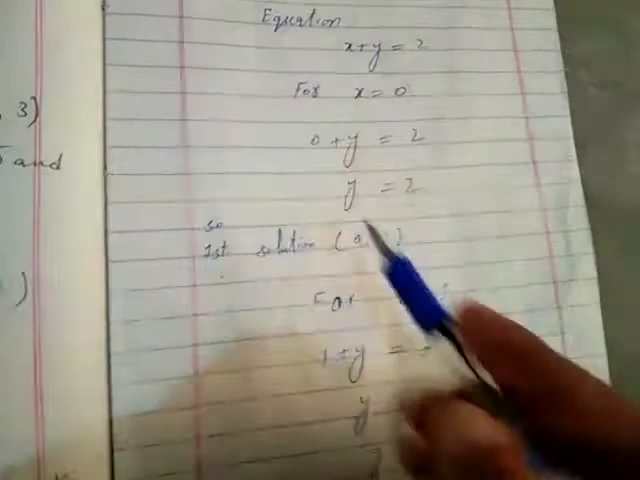 Equation
x+y = 2
For x = 0
0 + y = 2
y = 2
so
1st solution (0
For
1 + y =
y
3)
and
)